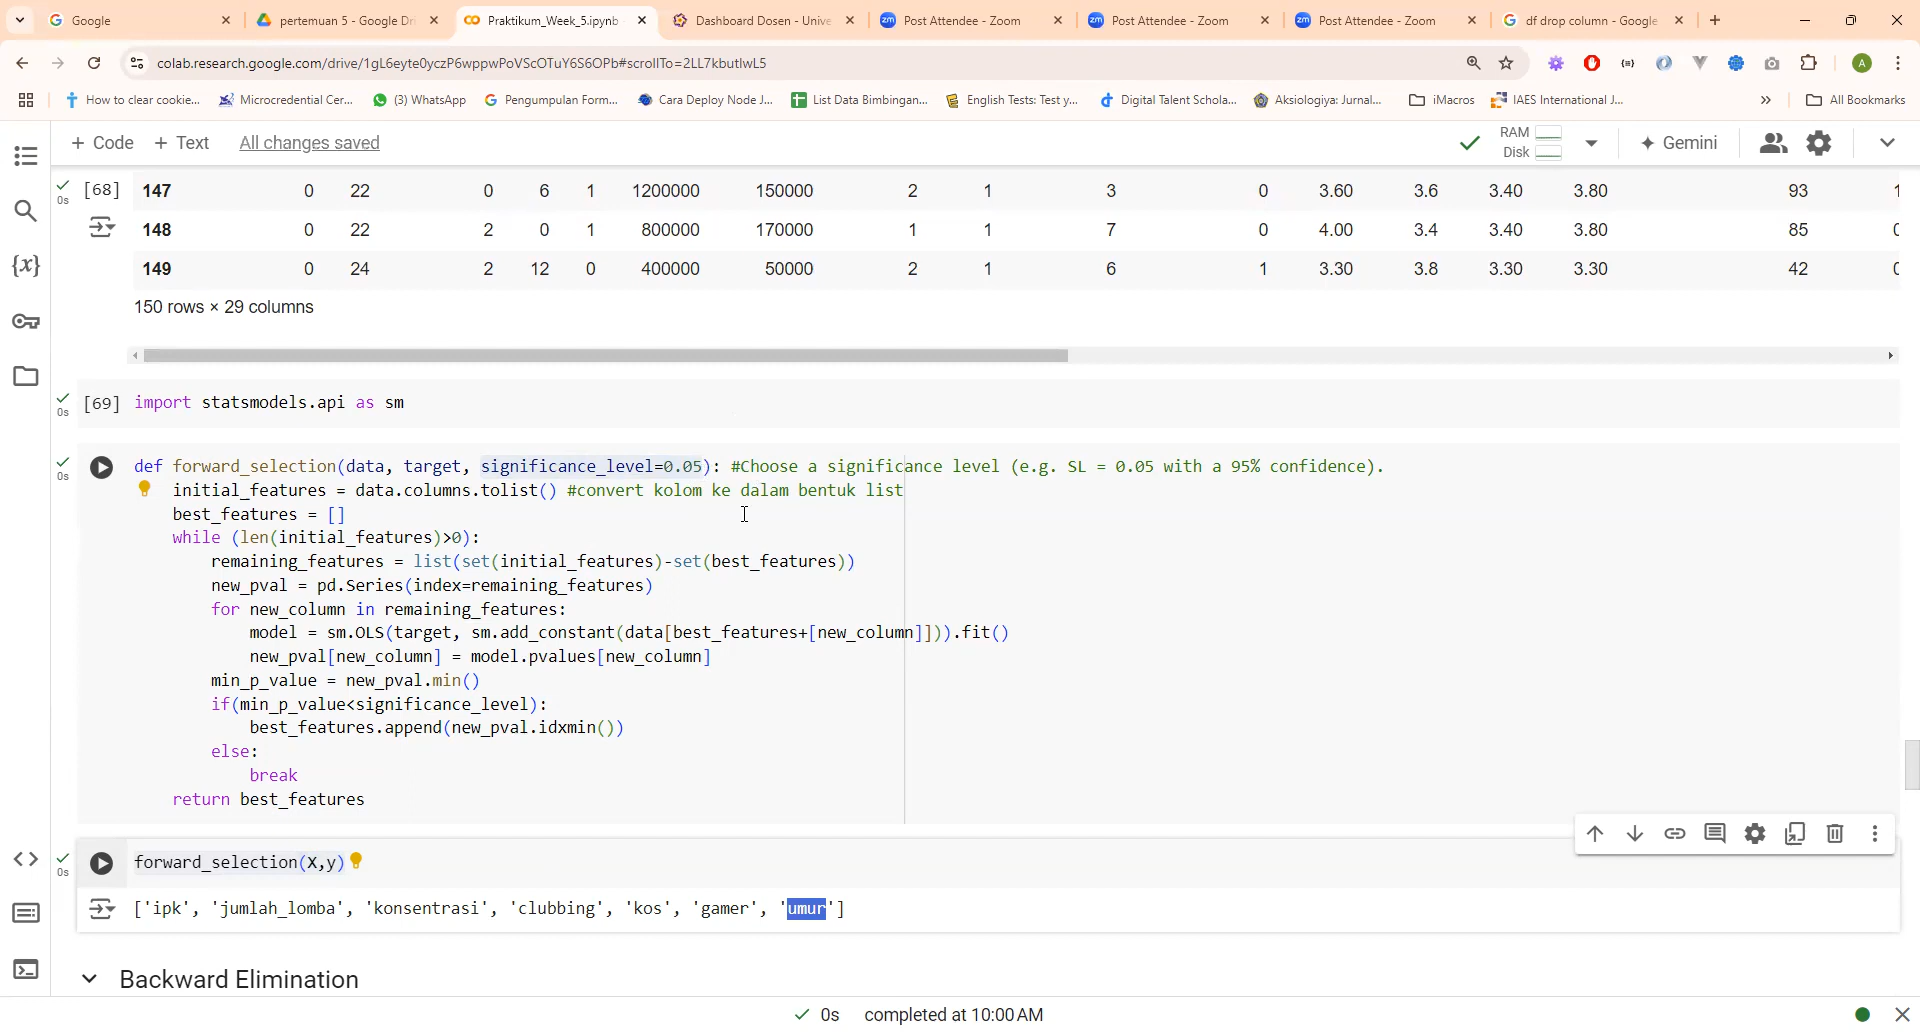 Google
pertemuan 5 - Google Dri
Praktikum_Week_5.ipynb
Dashboard Dosen - Unive
Post Attendee - Zoom
Post Attendee - Zoom
Post Attendee - Zoom
df drop column - Google
colab.research.google.com/drive/1gL6eyte0yczP6wppwPoVScOTuY6S6OPb#scrollTo=2LL7kbutIwL5
A
How to clear cookie...
Microcredential Cer...
(3) WhatsApp
Pengumpulan Form...
Cara Deploy Node J...
List Data Bimbingan...
English Tests: Test y...
Digital Talent Schola...
Aksiologiya: Jurnal...
iMacros
IAES International J...
»
All Bookmarks
+ Code + Text All changes saved
RAM
Disk
Gemini
[68] 147 0 22 0 6 1 1200000 150000 2 1 3 0 3.60 3.6 3.40 3.80 93 1
0s
148 0 22 2 0 1 800000 170000 1 1 7 0 4.00 3.4 3.40 3.80 85 0
149 0 24 2 12 0 400000 50000 2 1 6 1 3.30 3.8 3.30 3.30 42 0
150 rows × 29 columns
[69] import statsmodels.api as sm
0s
def forward_selection(data, target, significance_level=0.05): #Choose a significance level (e.g. SL = 0.05 with a 95% confidence).
0s
initial_features = data.columns.tolist() #convert kolom ke dalam bentuk list
best_features = []
while (len(initial_features)>0):
remaining_features = list(set(initial_features)-set(best_features))
new_pval = pd.Series(index=remaining_features)
for new_column in remaining_features:
model = sm.OLS(target, sm.add_constant(data[best_features+[new_column]])).fit()
new_pval[new_column] = model.pvalues[new_column]
min_p_value = new_pval.min()
if(min_p_value<significance_level):
best_features.append(new_pval.idxmin())
else:
break
return best_features
forward_selection(X,y)
0s
['ipk', 'jumlah_lomba', 'konsentrasi', 'clubbing', 'kos', 'gamer', 'umur']
Backward Elimination
0s completed at 10:00 AM